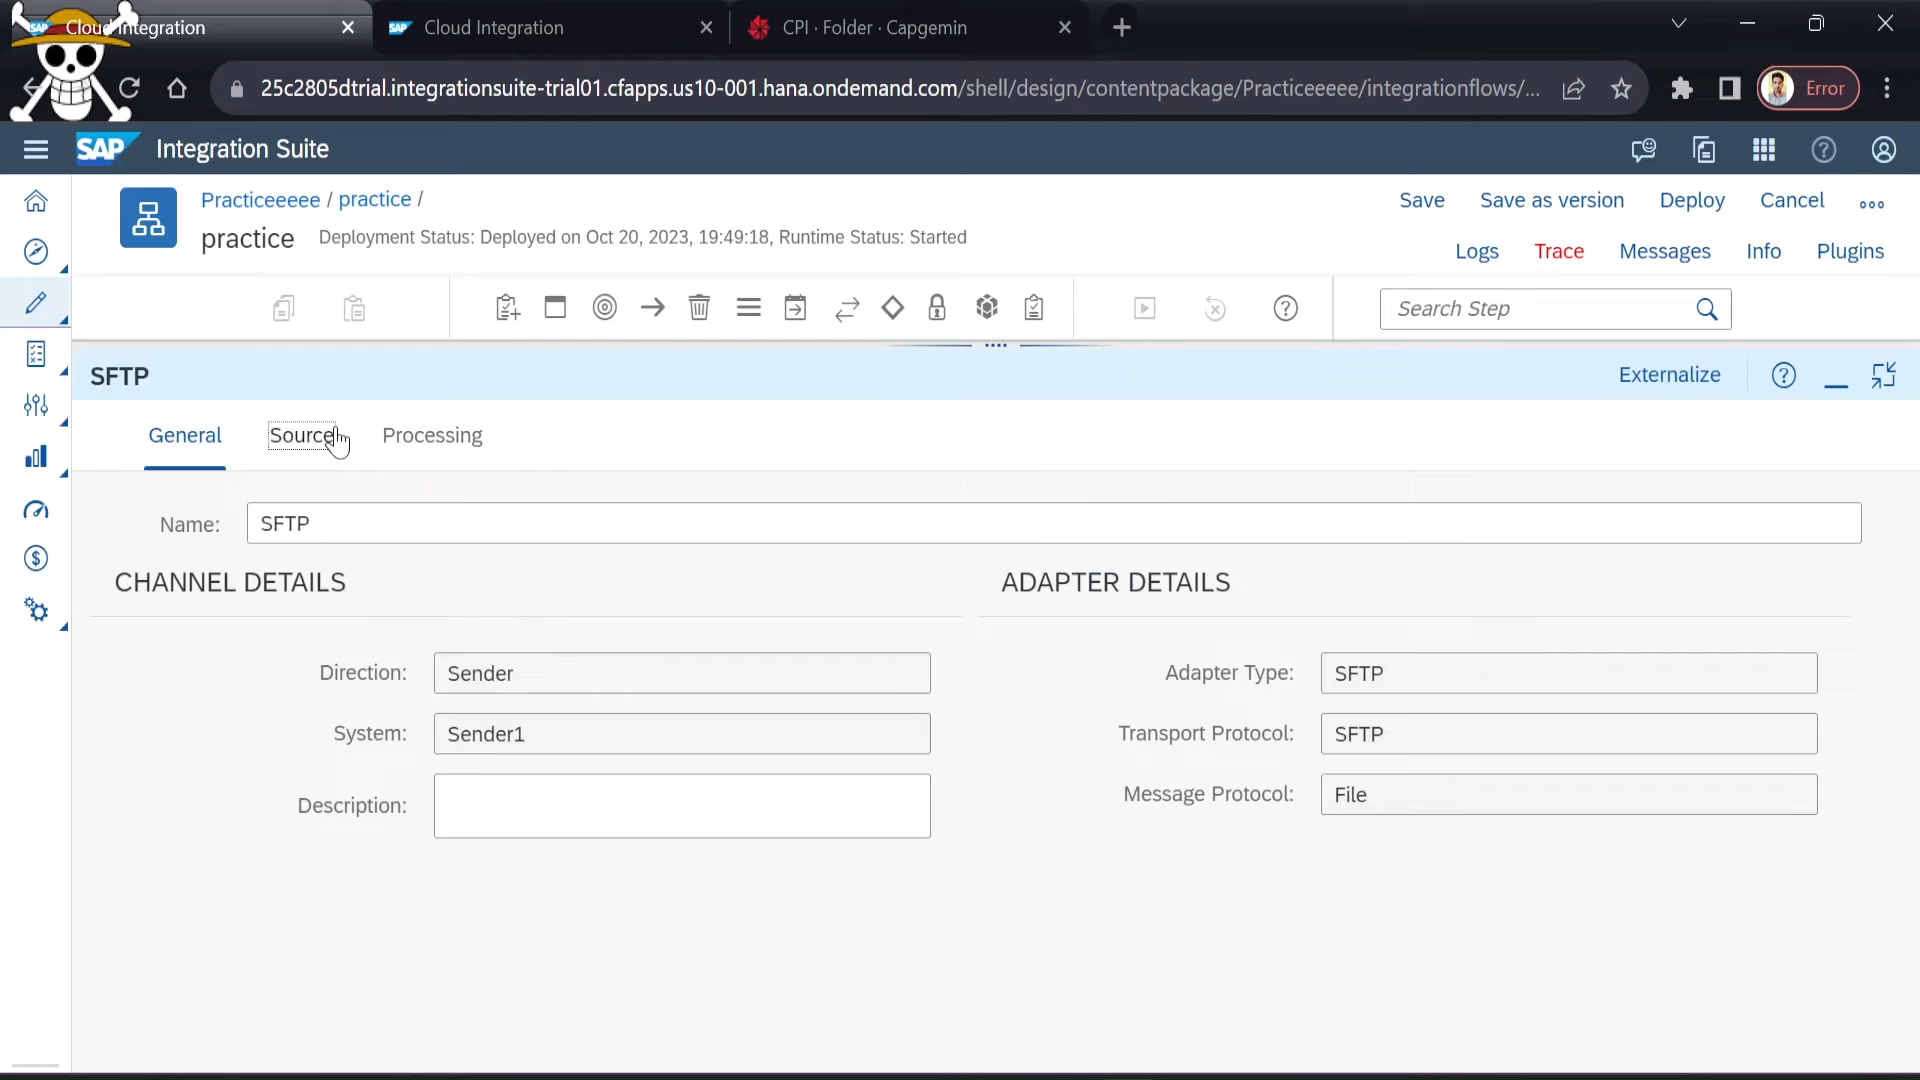 Cloud Integration
Cloud Integration
CPI · Folder · Capgemin
25c2805dtrial.integrationsuite-trial01.cfapps.us10-001.hana.ondemand.com/shell/design/contentpackage/Practiceeeee/integrationflows/...
Error
SAP Integration Suite
Practiceeeee / practice /
Save Save as version Deploy Cancel
practice Deployment Status: Deployed on Oct 20, 2023, 19:49:18, Runtime Status: Started
Logs Trace Messages Info Plugins
Search Step
SFTP
Externalize
General Source Processing
Name: SFTP
CHANNEL DETAILS
ADAPTER DETAILS
Direction: Sender
Adapter Type: SFTP
System: Sender1
Transport Protocol: SFTP
Description:
Message Protocol: File